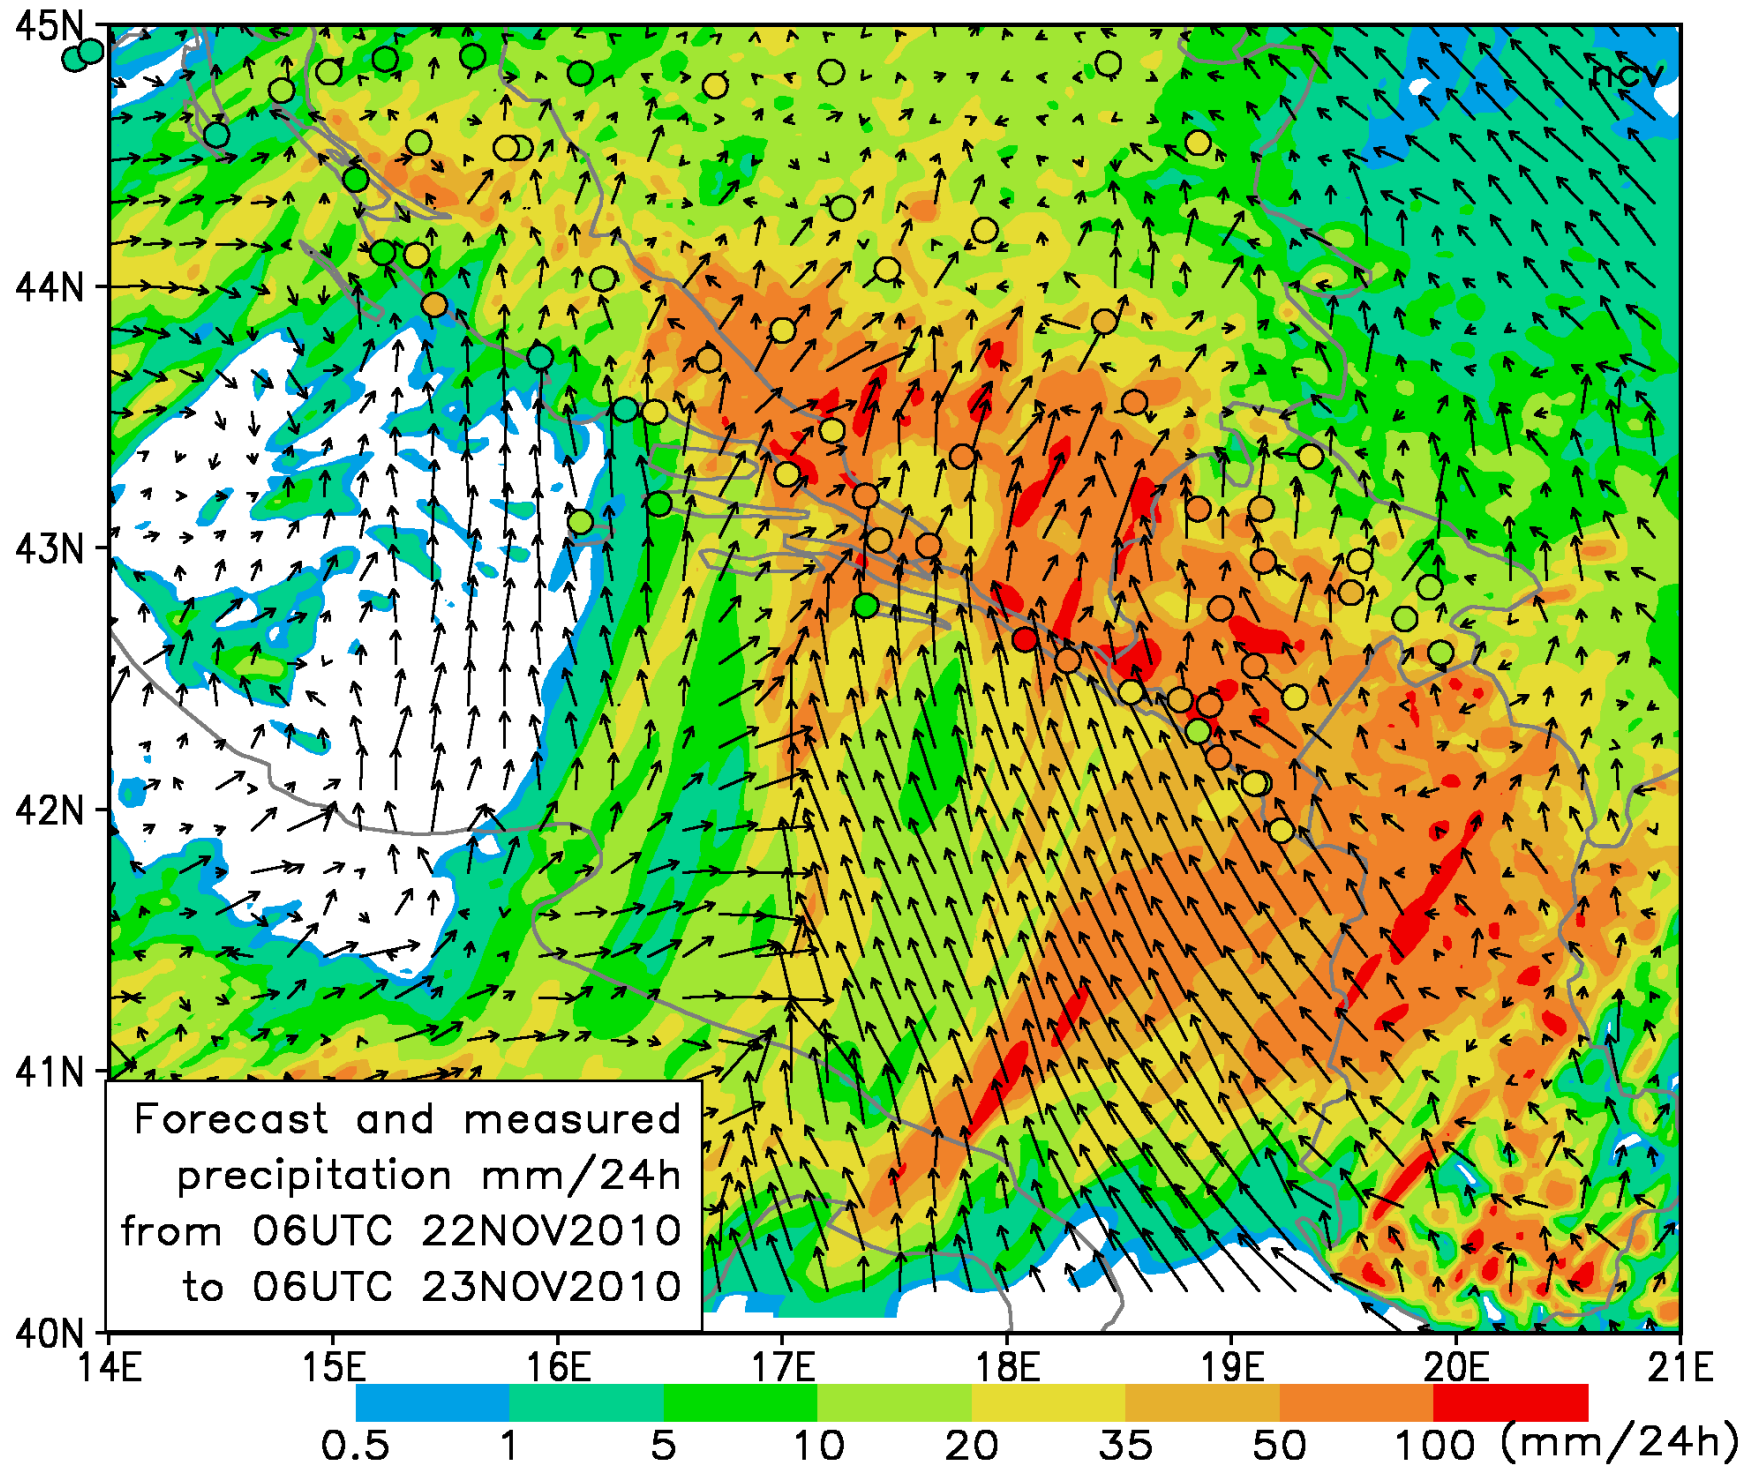 45N
ncv
44N
43N
42N
41N
Forecast and measured
precipitation mm/24h
from 06UTC 22NOV2010
to 06UTC 23NOV2010
40N
14E 15E 16E 17E 18E 19E 20E 21E
0.5 1 5 10 20 35 50 100 (mm/24h)